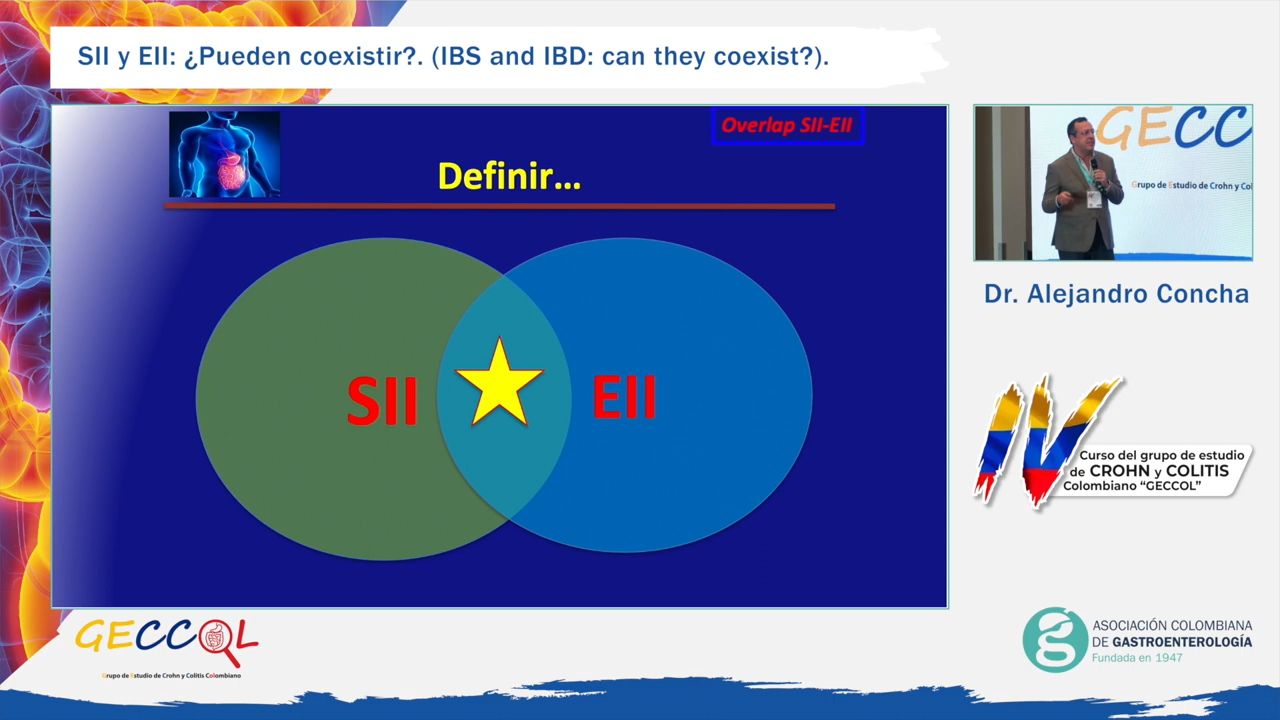 SII y EII: ¿Pueden coexistir?. (IBS and IBD: can they coexist?).
Overlap SII-EII
Definir...
SII
EII
GECC
Grupo de Estudio de Crohn y Col
Dr. Alejandro Concha
IV
Curso del grupo de estudio
de CROHN y COLITIS
Colombiano “GECCOL”
GECCOL
Grupo de Estudio de Crohn y Colitis Colombiano
ASOCIACIÓN COLOMBIANA
DE GASTROENTEROLOGÍA
Fundada en 1947